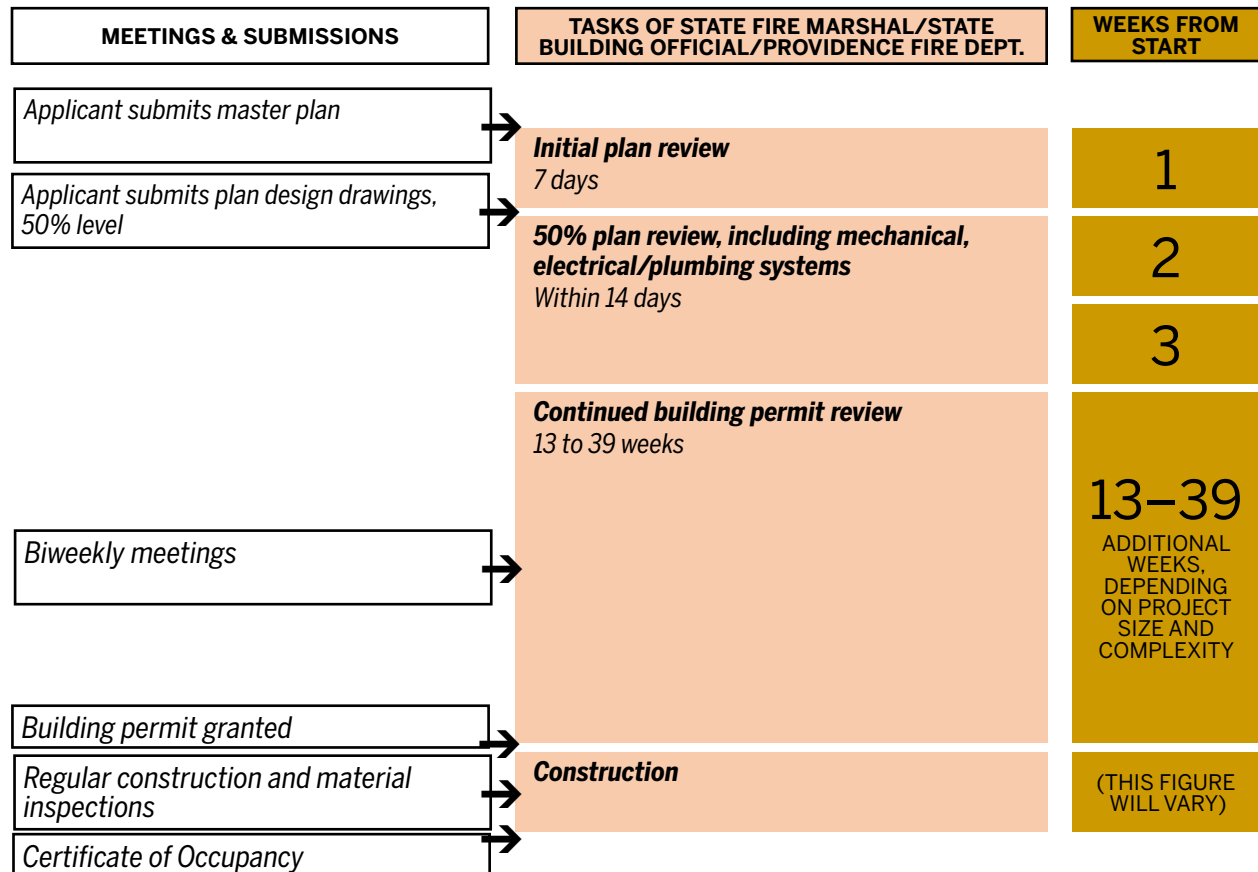 MEETINGS & SUBMISSIONS
TASKS OF STATE FIRE MARSHAL/STATE
BUILDING OFFICIAL/PROVIDENCE FIRE DEPT.
WEEKS FROM
START
Applicant submits master plan
Initial plan review
7 days
1
Applicant submits plan design drawings,
50% level
50% plan review, including mechanical,
electrical/plumbing systems
Within 14 days
2
3
Continued building permit review
13 to 39 weeks
13–39
ADDITIONAL
WEEKS,
DEPENDING
ON PROJECT
SIZE AND
COMPLEXITY
Biweekly meetings
Building permit granted
Regular construction and material
inspections
Construction
(THIS FIGURE
WILL VARY)
Certificate of Occupancy